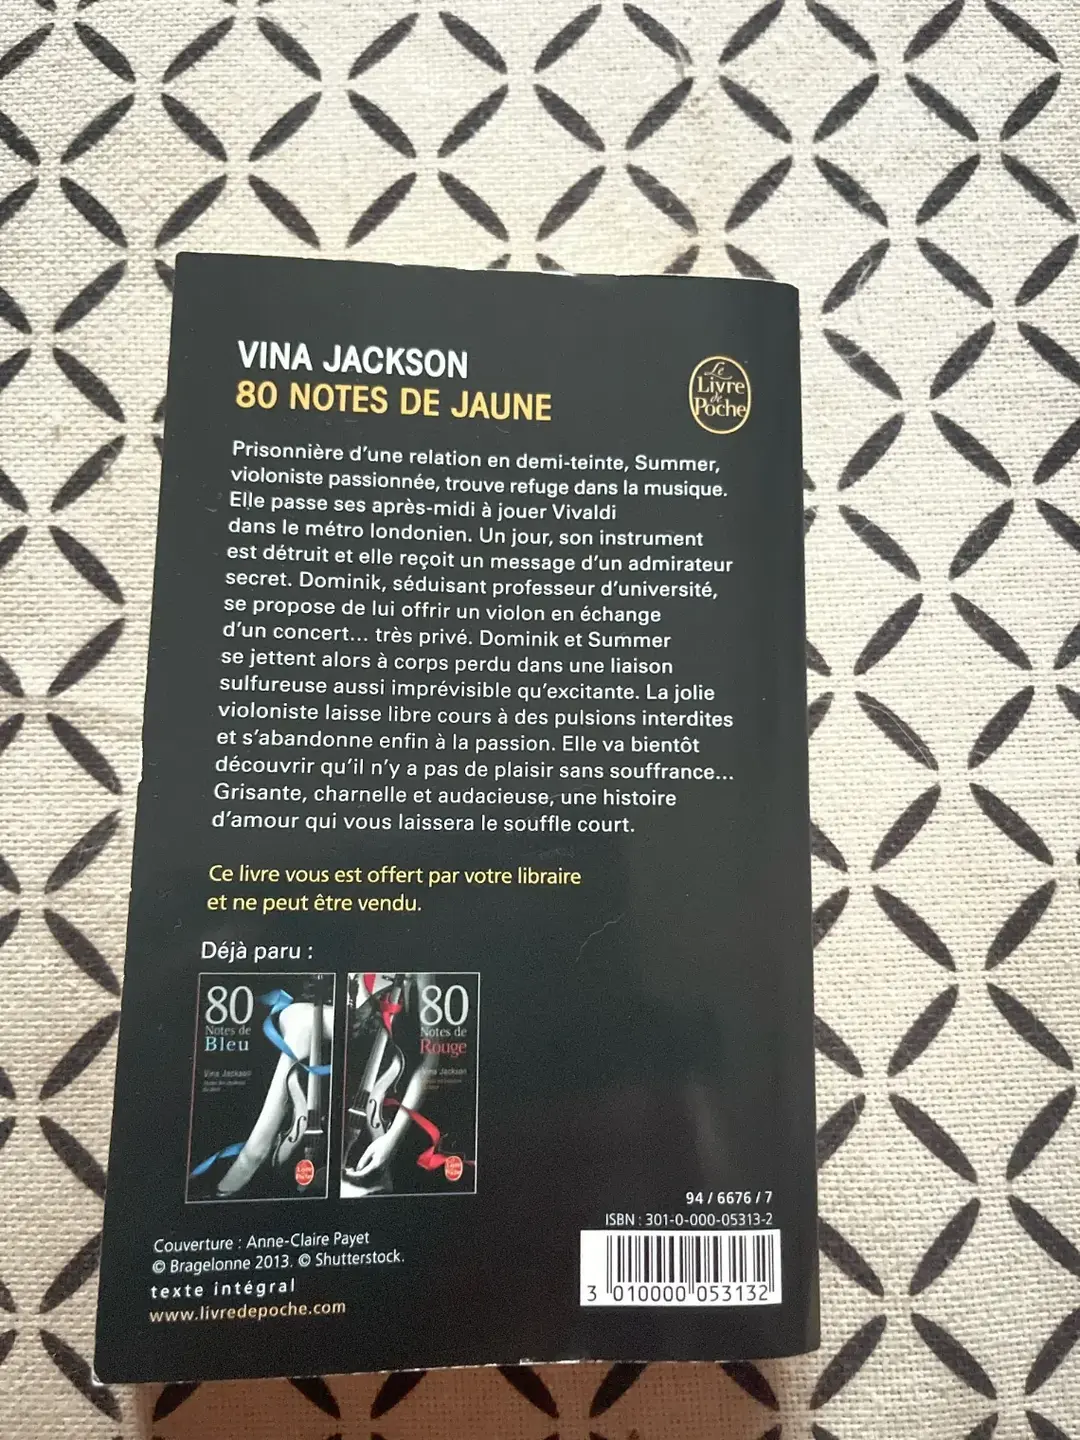 VINA JACKSON
80 NOTES DE JAUNE
Le
Livre
de
Poche
Prisonnière d'une relation en demi-teinte, Summer,
violoniste passionnée, trouve refuge dans la musique.
Elle passe ses après-midi à jouer Vivaldi
dans le métro londonien. Un jour, son instrument
est détruit et elle reçoit un message d'un admirateur
secret. Dominik, séduisant professeur d'université,
se propose de lui offrir un violon en échange
d'un concert... très privé. Dominik et Summer
se jettent alors à corps perdu dans une liaison
sulfureuse aussi imprévisible qu'excitante. La jolie
violoniste laisse libre cours à des pulsions interdites
et s'abandonne enfin à la passion. Elle va bientôt
découvrir qu'il n'y a pas de plaisir sans souffrance...
Grisante, charnelle et audacieuse, une histoire
d'amour qui vous laissera le souffle court.
Ce livre vous est offert par votre libraire
et ne peut être vendu.
Déjà paru :
80
Notes de
Bleu
Vina Jackson
80
Notes de
Rouge
Vina Jackson
94 / 6676 / 7
ISBN : 301-0-000-05313-2
3 010000 053132
Couverture : Anne-Claire Payet
© Bragelonne 2013. © Shutterstock.
texte intégral
www.livredepoche.com